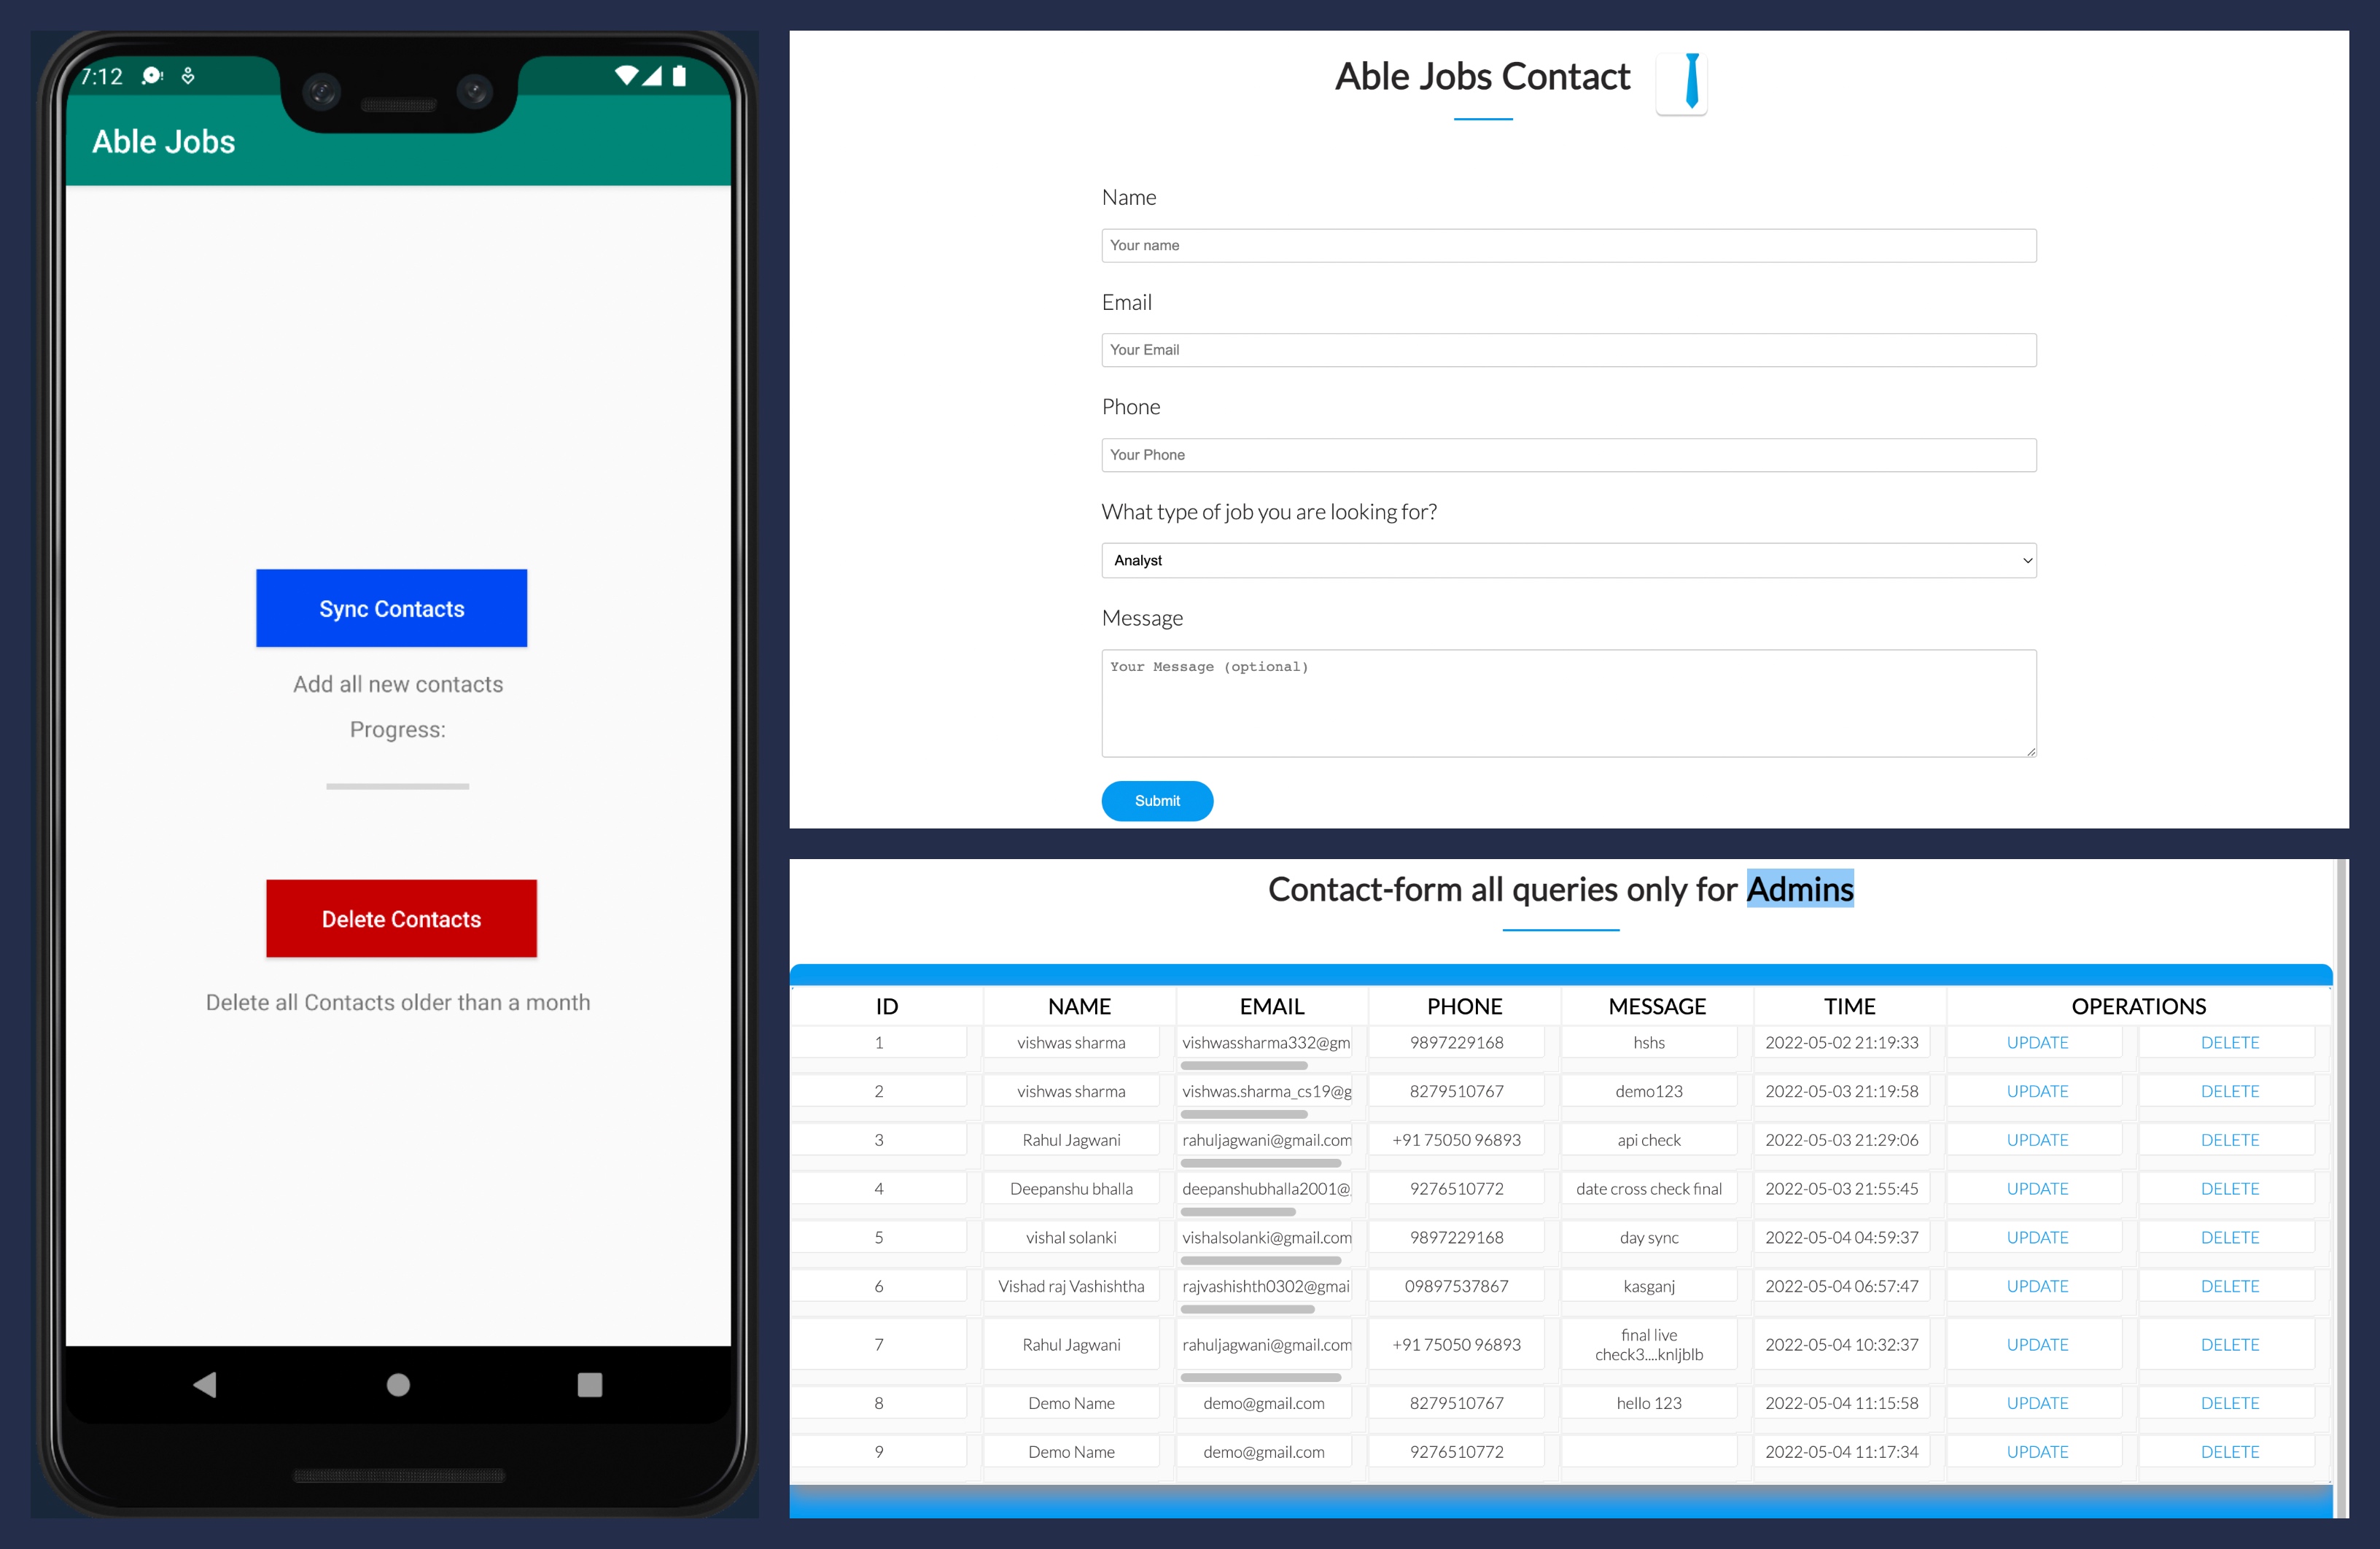 7:12
Able Jobs
Sync Contacts
Add all new contacts
Progress:
Delete Contacts
Delete all Contacts older than a month
Able Jobs Contact
Name
Your name
Email
Your Email
Phone
Your Phone
What type of job you are looking for?
Analyst
Message
Your Message (optional)
Submit
Contact-form all queries only for Admins
ID NAME EMAIL PHONE MESSAGE TIME OPERATIONS
1 vishwas sharma vishwassharma332@gm 9897229168 hshs 2022-05-02 21:19:33 UPDATE DELETE
2 vishwas sharma vishwas.sharma_cs19@g 8279510767 demo123 2022-05-03 21:19:58 UPDATE DELETE
3 Rahul Jagwani rahuljagwani@gmail.com +91 75050 96893 api check 2022-05-03 21:29:06 UPDATE DELETE
4 Deepanshu bhalla deepanshubhalla2001@ 9276510772 date cross check final 2022-05-03 21:55:45 UPDATE DELETE
5 vishal solanki vishalsolanki@gmail.com 9897229168 day sync 2022-05-04 04:59:37 UPDATE DELETE
6 Vishad raj Vashishtha rajvashishth0302@gmai 09897537867 kasganj 2022-05-04 06:57:47 UPDATE DELETE
7 Rahul Jagwani rahuljagwani@gmail.com +91 75050 96893 final live check3....knljblb 2022-05-04 10:32:37 UPDATE DELETE
8 Demo Name demo@gmail.com 8279510767 hello 123 2022-05-04 11:15:58 UPDATE DELETE
9 Demo Name demo@gmail.com 9276510772 2022-05-04 11:17:34 UPDATE DELETE